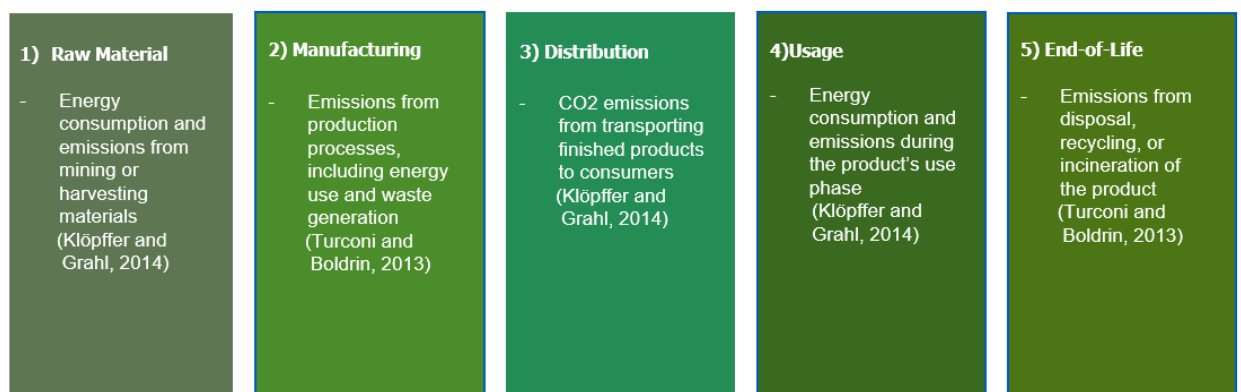 1) Raw Material
- Energy
consumption and
emissions from
mining or
harvesting
materials
(Klöpffer and
Grahl, 2014)
2) Manufacturing
- Emissions from
production
processes,
including energy
use and waste
generation
(Turconi and
Boldrin, 2013)
3) Distribution
- CO2 emissions
from transporting
finished products
to consumers
(Klöpffer and
Grahl, 2014)
4)Usage
- Energy
consumption and
emissions during
the product's use
phase
(Klöpffer and
Grahl, 2014)
5) End-of-Life
- Emissions from
disposal,
recycling, or
incineration of
the product
(Turconi and
Boldrin, 2013)